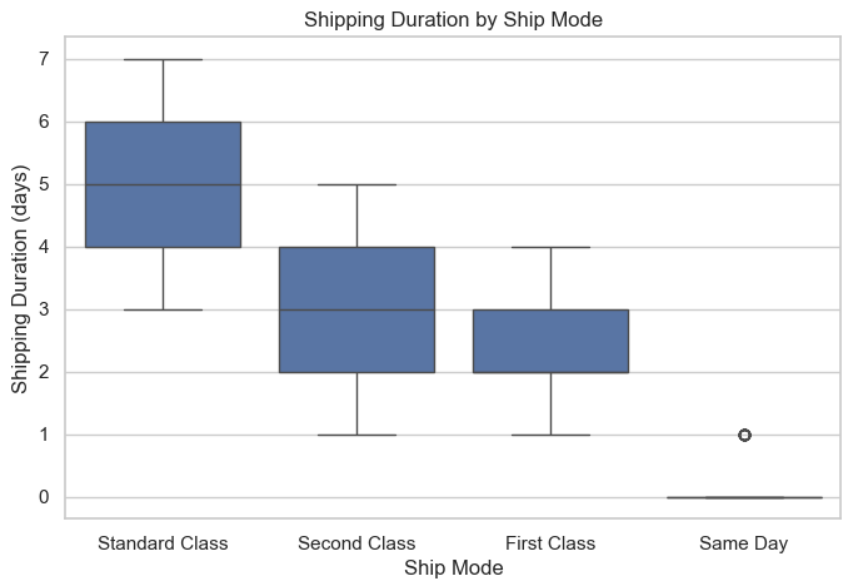 Shipping Duration by Ship Mode
Shipping Duration (days)
7
6
5
4
3
2
1
0
Standard Class
Second Class
First Class
Same Day
Ship Mode